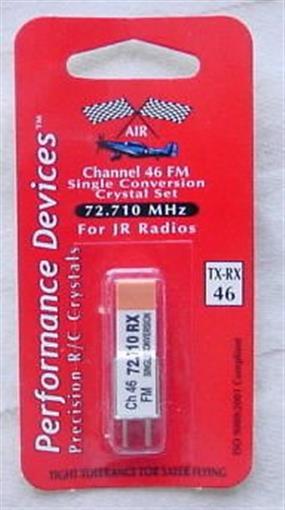 AIR
Channel 46 FM
Single Conversion
Crystal Set
72.710 MHz
For JR Radios
Performance Devices™
Precision-R/C-Crystals
TX-RX
46
Ch 46 72.710 RX
FM SINGLE CONVERSION
ISO 9000/2001 Compliant
TIGHT TOLERANCE FOR SAFER FLYING